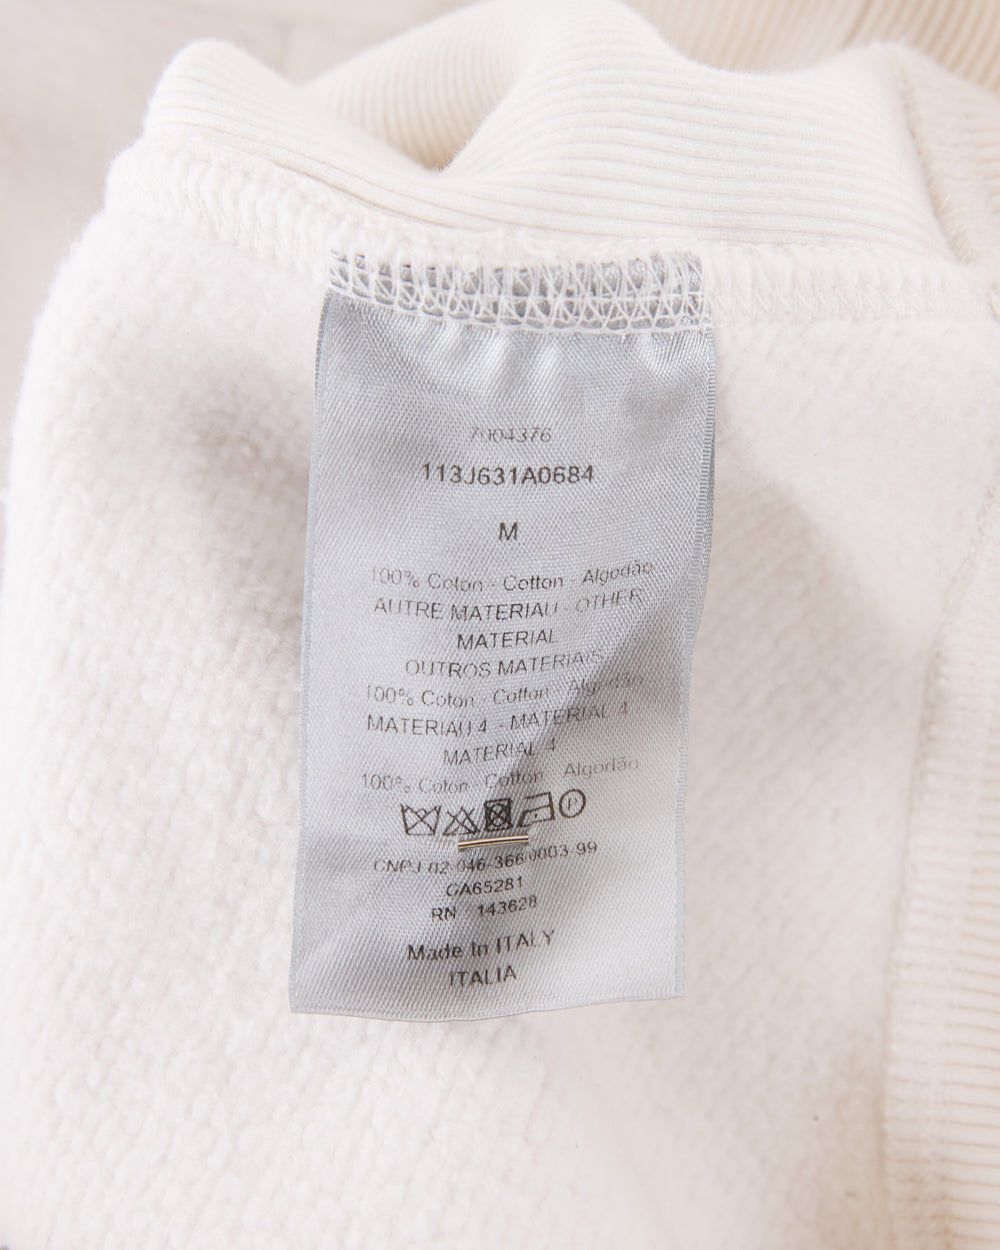 7004376
113J631A0684
M
100% Coton - Cotton - Algodão
AUTRE MATERIAU - OTHER
MATERIAL
OUTROS MATERIAIS
100% Coton - Cotton - Algodão
MATERIAU 4 - MATERIAL 4
MATERIAL 4
100% Coton - Cotton - Algodão
P
CNPJ 02-046-366/0003-99
CA65281
RN 143628
Made In ITALY
ITALIA